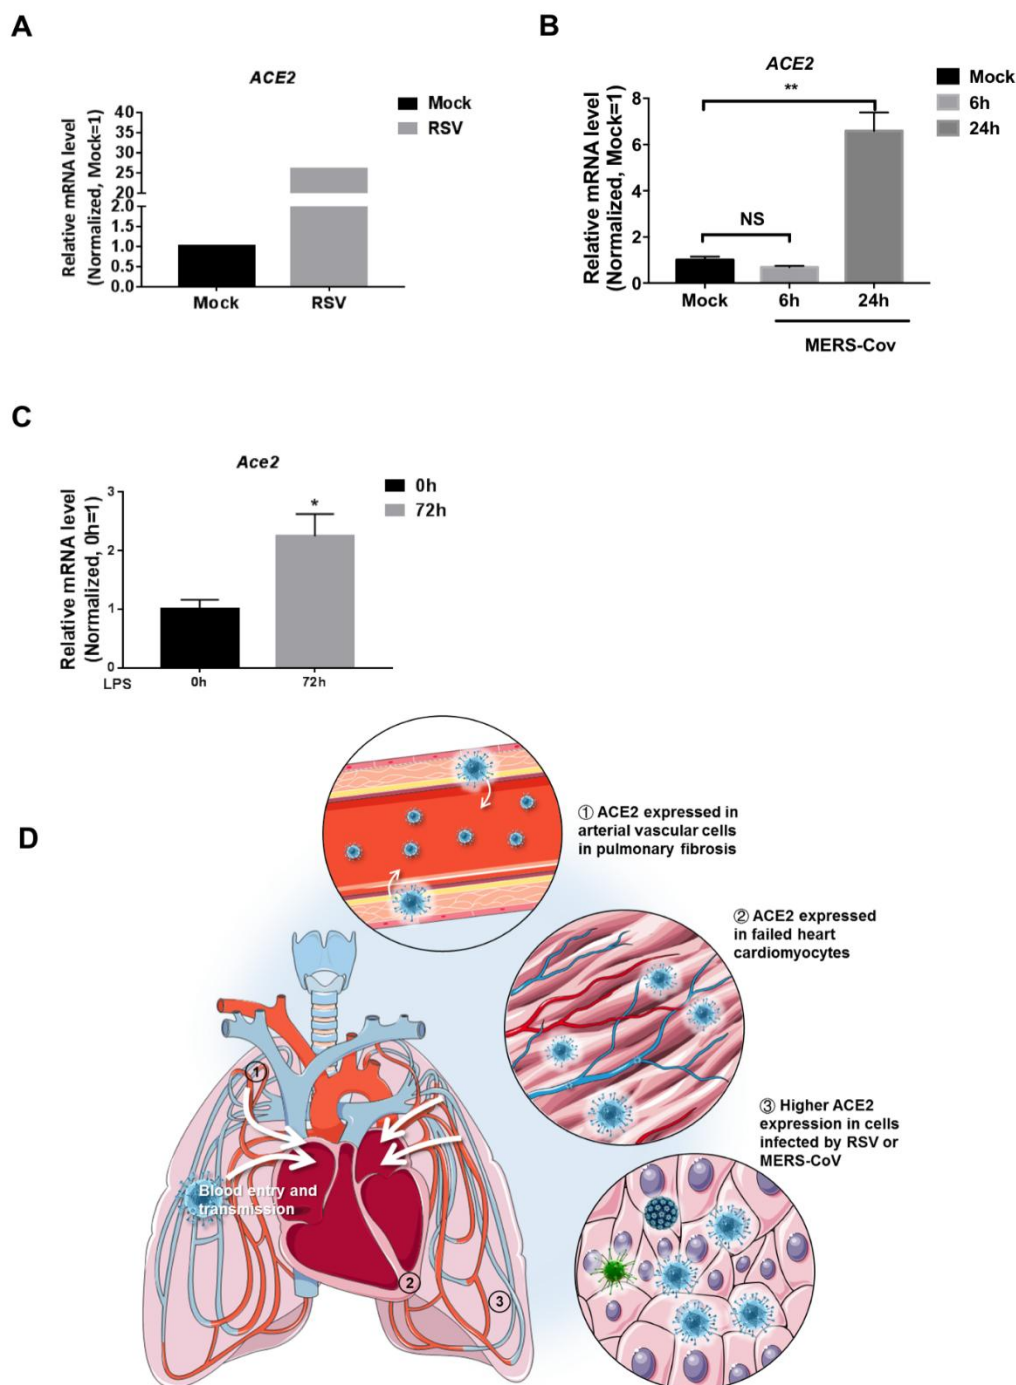 A
ACE2
Mock
RSV
Relative mRNA level
(Normalized, Mock=1)
40
35
30
25
20
2.0
1.5
1.0
0.5
0.0
Mock
RSV
B
ACE2
Mock
6h
24h
**
NS
Relative mRNA level
(Normalized, Mock=1)
8
6
4
2
0
Mock
6h
24h
MERS-Cov
C
Ace2
0h
72h
*
Relative mRNA level
(Normalized, 0h=1)
3
2
1
0
LPS
0h
72h
D
① ACE2 expressed in
arterial vascular cells
in pulmonary fibrosis
② ACE2 expressed
in failed heart
cardiomyocytes
③ Higher ACE2
expression in cells
infected by RSV or
MERS-CoV
①
Blood entry and
transmission
②
③